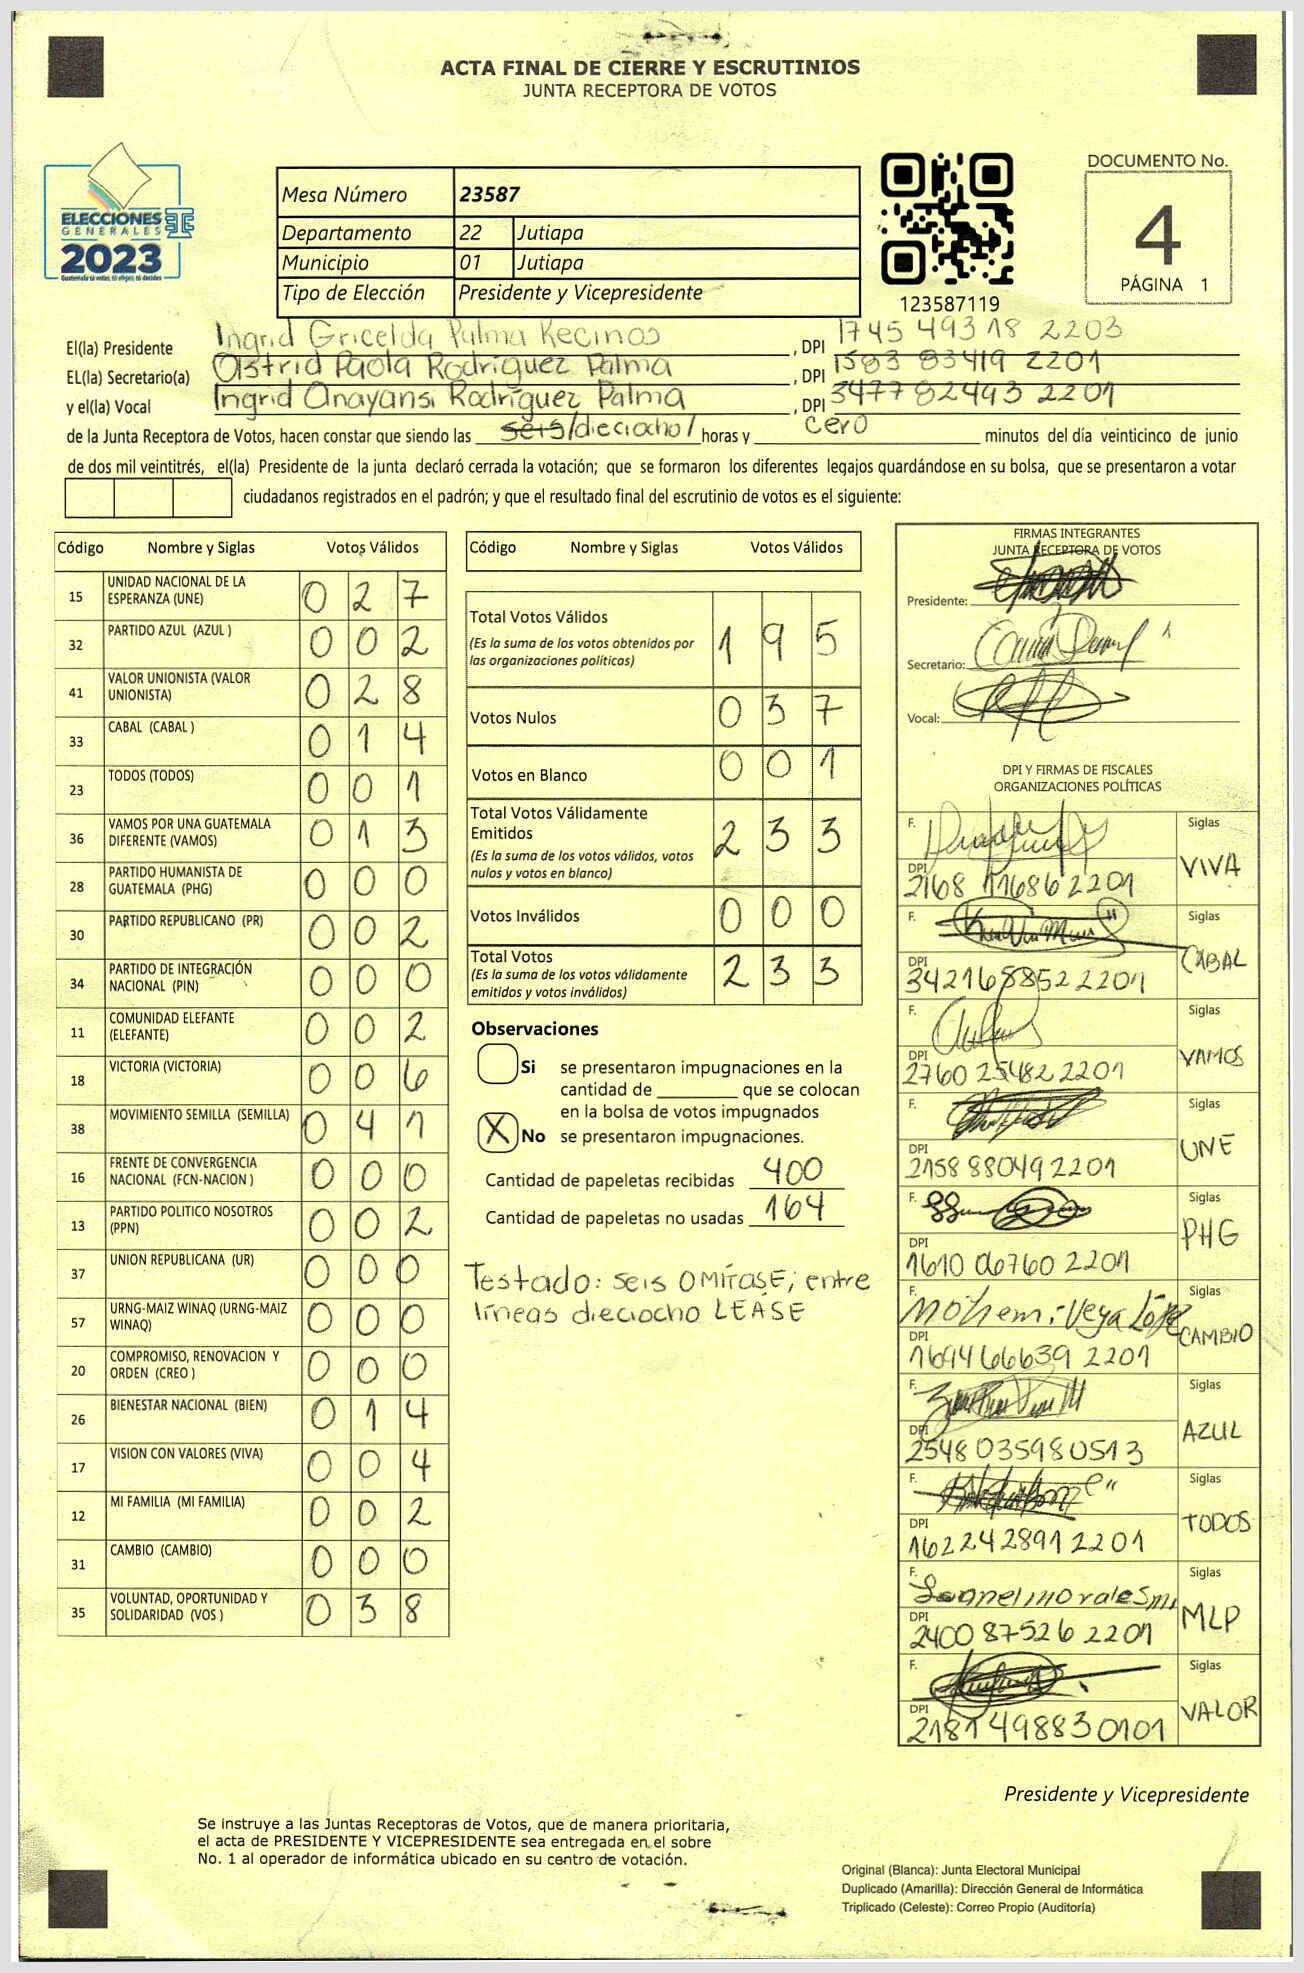 ACTA FINAL DE CIERRE Y ESCRUTINIOS
JUNTA RECEPTORA DE VOTOS
ELECCIONES
GENERALES
2023
Guatemala tú votas, tú eliges, tú decides
Mesa Número 23587
Departamento 22 Jutiapa
Municipio 01 Jutiapa
Tipo de Elección Presidente y Vicepresidente
123587119
DOCUMENTO No.
4
PÁGINA 1
El(la) Presidente Ingrid Gricelda Palma Recinos, DPI 1745 49318 2203
EL(la) Secretario(a) Astrid Paola Rodríguez Palma, DPI 1583 83419 2201
y el(la) Vocal Ingrid Anayansi Rodríguez Palma, DPI 3477 82493 2201
de la Junta Receptora de Votos, hacen constar que siendo las seis/dieciocho/ horas y cero minutos del día veinticinco de junio
de dos mil veintitrés, el(la) Presidente de la junta declaró cerrada la votación; que se formaron los diferentes legajos guardándose en su bolsa, que se presentaron a votar
ciudadanos registrados en el padrón; y que el resultado final del escrutinio de votos es el siguiente:
Código Nombre y Siglas Votos Válidos
15 UNIDAD NACIONAL DE LA ESPERANZA (UNE) 0 2 7
32 PARTIDO AZUL (AZUL ) 0 0 2
41 VALOR UNIONISTA (VALOR UNIONISTA) 0 2 8
33 CABAL (CABAL ) 0 1 4
23 TODOS (TODOS) 0 0 1
36 VAMOS POR UNA GUATEMALA DIFERENTE (VAMOS) 0 1 3
28 PARTIDO HUMANISTA DE GUATEMALA (PHG) 0 0 0
30 PARTIDO REPUBLICANO (PR) 0 0 2
34 PARTIDO DE INTEGRACIÓN NACIONAL (PIN) 0 0 0
11 COMUNIDAD ELEFANTE (ELEFANTE) 0 0 2
18 VICTORIA (VICTORIA) 0 0 6
38 MOVIMIENTO SEMILLA (SEMILLA) 0 4 1
16 FRENTE DE CONVERGENCIA NACIONAL (FCN-NACION ) 0 0 0
13 PARTIDO POLITICO NOSOTROS (PPN) 0 0 2
37 UNION REPUBLICANA (UR) 0 0 0
57 URNG-MAIZ WINAQ (URNG-MAIZ WINAQ) 0 0 0
20 COMPROMISO, RENOVACION Y ORDEN (CREO ) 0 0 0
26 BIENESTAR NACIONAL (BIEN) 0 1 4
17 VISION CON VALORES (VIVA) 0 0 4
12 MI FAMILIA (MI FAMILIA) 0 0 2
31 CAMBIO (CAMBIO) 0 0 0
35 VOLUNTAD, OPORTUNIDAD Y SOLIDARIDAD (VOS ) 0 3 8
Código Nombre y Siglas Votos Válidos
Total Votos Válidos 1 9 5
(Es la suma de los votos obtenidos por
las organizaciones políticas)
Votos Nulos 0 3 7
Votos en Blanco 0 0 1
Total Votos Válidamente
Emitidos 2 3 3
(Es la suma de los votos válidos, votos
nulos y votos en blanco)
Votos Inválidos 0 0 0
Total Votos 2 3 3
(Es la suma de los votos válidamente
emitidos y votos inválidos)
Observaciones
Si se presentaron impugnaciones en la
cantidad de ________ que se colocan
en la bolsa de votos impugnados
X No se presentaron impugnaciones.
Cantidad de papeletas recibidas 400
Cantidad de papeletas no usadas 164
Testado: seis OMÍTASE; entre
líneas dieciocho LEASE
FIRMAS INTEGRANTES
JUNTA RECEPTORA DE VOTOS
Presidente:
Secretario:
Vocal:
DPI Y FIRMAS DE FISCALES
ORGANIZACIONES POLÍTICAS
F. Siglas
VIVA
DPI 2168 11686 2201
F. Siglas
CABAL
DPI 3421688522201
F. Siglas
VAMOS
DPI 2760 25482 2201
F. Siglas
UNE
DPI 2158 88049 2201
F. Siglas
PHG
DPI 1610 06760 2201
F. Mohemi Vega López Siglas
CAMBIO
DPI 1694666392201
F. Siglas
AZUL
DPI 2548 03598 0513
F. Siglas
TODOS
DPI 1622428912201
F. Leonel morales m. Siglas
MLP
DPI 2400 87526 2201
F. Siglas
VALOR
DPI 2181498830101
Presidente y Vicepresidente
Se instruye a las Juntas Receptoras de Votos, que de manera prioritaria,
el acta de PRESIDENTE Y VICEPRESIDENTE sea entregada en el sobre
No. 1 al operador de informática ubicado en su centro de votación.
Original (Blanca): Junta Electoral Municipal
Duplicado (Amarilla): Dirección General de Informática
Triplicado (Celeste): Correo Propio (Auditoría)